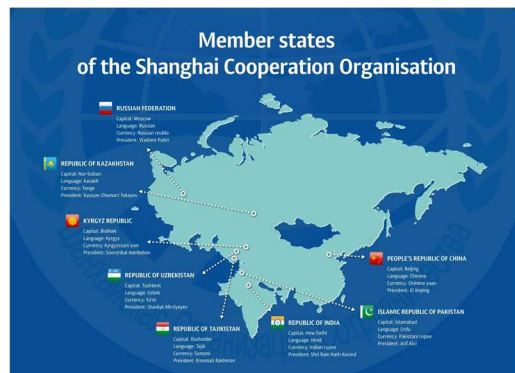 Member states
of the Shanghai Cooperation Organisation
RUSSIAN FEDERATION
Capital: Moscow
Language: Russian
Currency: Russian rouble
President: Vladimir Putin
REPUBLIC OF KAZAKHSTAN
Capital: Nur-Sultan
Language: Kazakh
Currency: Tenge
President: Kassym-Zhomart Tokayev
KYRGYZ REPUBLIC
Capital: Bishkek
Language: Kyrgyz
Currency: Kyrgyzstani som
President: Sooronbai Jeenbekov
REPUBLIC OF UZBEKISTAN
Capital: Tashkent
Language: Uzbek
Currency:
President: Shavkat Mirziyoyev
REPUBLIC OF TAJIKISTAN
Capital: Dushanbe
Language: Tajik
Currency: Somoni
President: Emomali Rakhmon
REPUBLIC OF INDIA
Capital: New Delhi
Language: Hindi
Currency: Indian rupee
President: Shri Ram Nath Kovind
PEOPLE'S REPUBLIC OF CHINA
Capital: Beijing
Language: Chinese
Currency: Chinese yuan
President: Xi Jinping
ISLAMIC REPUBLIC OF PAKISTAN
Capital: Islamabad
Language: Urdu
Currency: Pakistani rupee
President: Arif Alvi